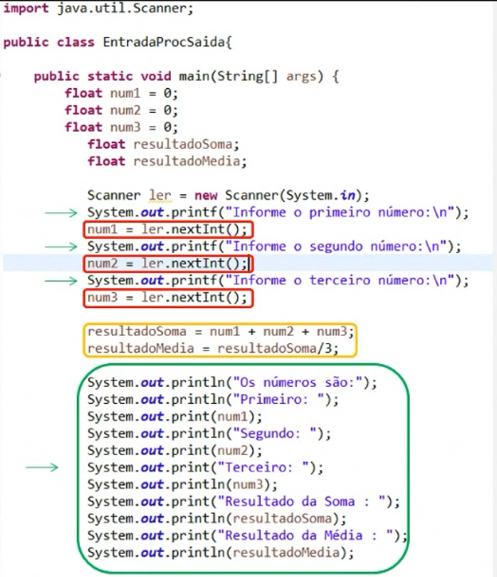 import java.util.Scanner;
public class EntradaProcSaida{
public static void main(String[] args) {
float num1 = 0;
float num2 = 0;
float num3 = 0;
float resultadoSoma;
float resultadoMedia;
Scanner ler = new Scanner(System.in);
System.out.printf("Informe o primeiro número:\n");
num1 = ler.nextInt();
System.out.printf("Informe o segundo número:\n");
num2 = ler.nextInt();
System.out.printf("Informe o terceiro número:\n");
num3 = ler.nextInt();
resultadoSoma = num1 + num2 + num3;
resultadoMedia = resultadoSoma/3;
System.out.println("Os números são:");
System.out.println("Primeiro: ");
System.out.print(num1);
System.out.println("Segundo: ");
System.out.print(num2);
System.out.print("Terceiro: ");
System.out.println(num3);
System.out.print("Resultado da Soma : ");
System.out.println(resultadoSoma);
System.out.print("Resultado da Média : ");
System.out.println(resultadoMedia);